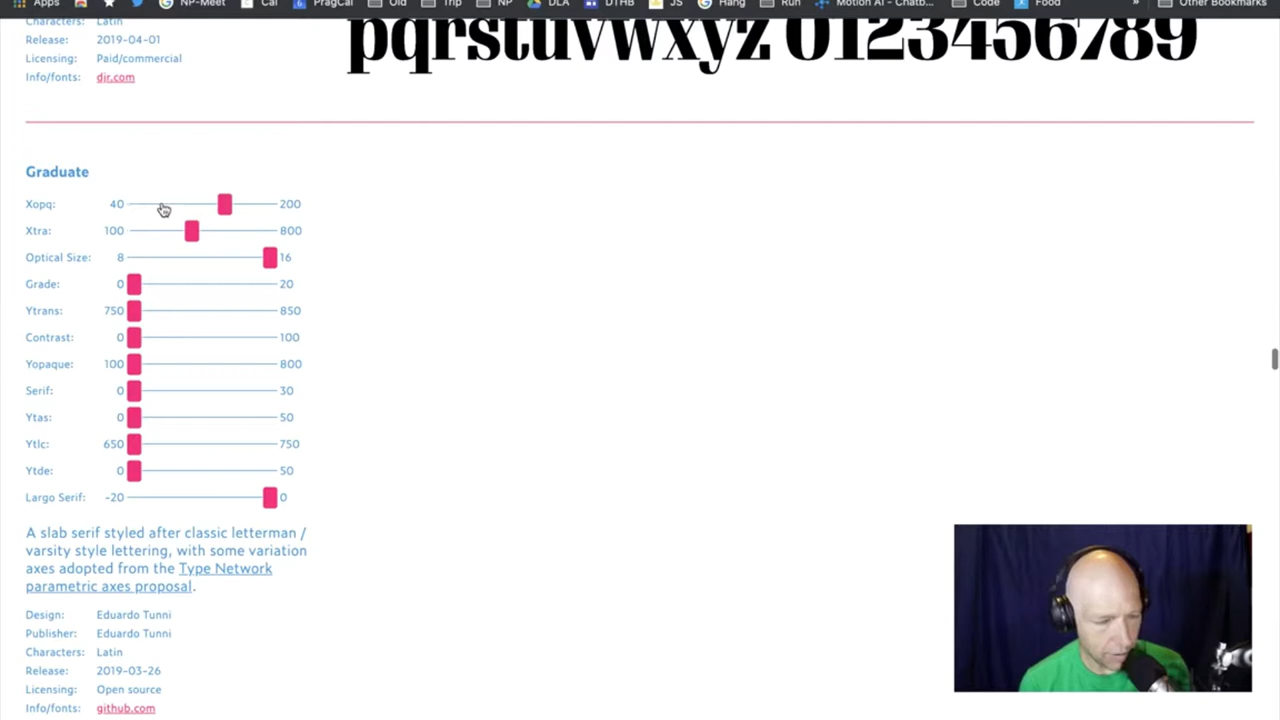 Apps
Old
Trip
NP
NP-Meet
Cal
PragCal
DLA
DTHB
JS
Hang
Run
Motion AI - Chatb...
Code
Food
»
Other Bookmarks
Characters: Latin
Release: 2019-04-01
Licensing: Paid/commercial
Info/fonts: djr.com
pqrstuvwxyz 0123456789
Graduate
Xopq: 40 200
Xtra: 100 800
Optical Size: 8 16
Grade: 0 20
Ytrans: 750 850
Contrast: 0 100
Yopaque: 100 800
Serif: 0 30
Ytas: 0 50
Ytlc: 650 750
Ytde: 0 50
Largo Serif: -20 0
A slab serif styled after classic letterman /
varsity style lettering, with some variation
axes adopted from the Type Network
parametric axes proposal.
Design: Eduardo Tunni
Publisher: Eduardo Tunni
Characters: Latin
Release: 2019-03-26
Licensing: Open source
Info/fonts: github.com